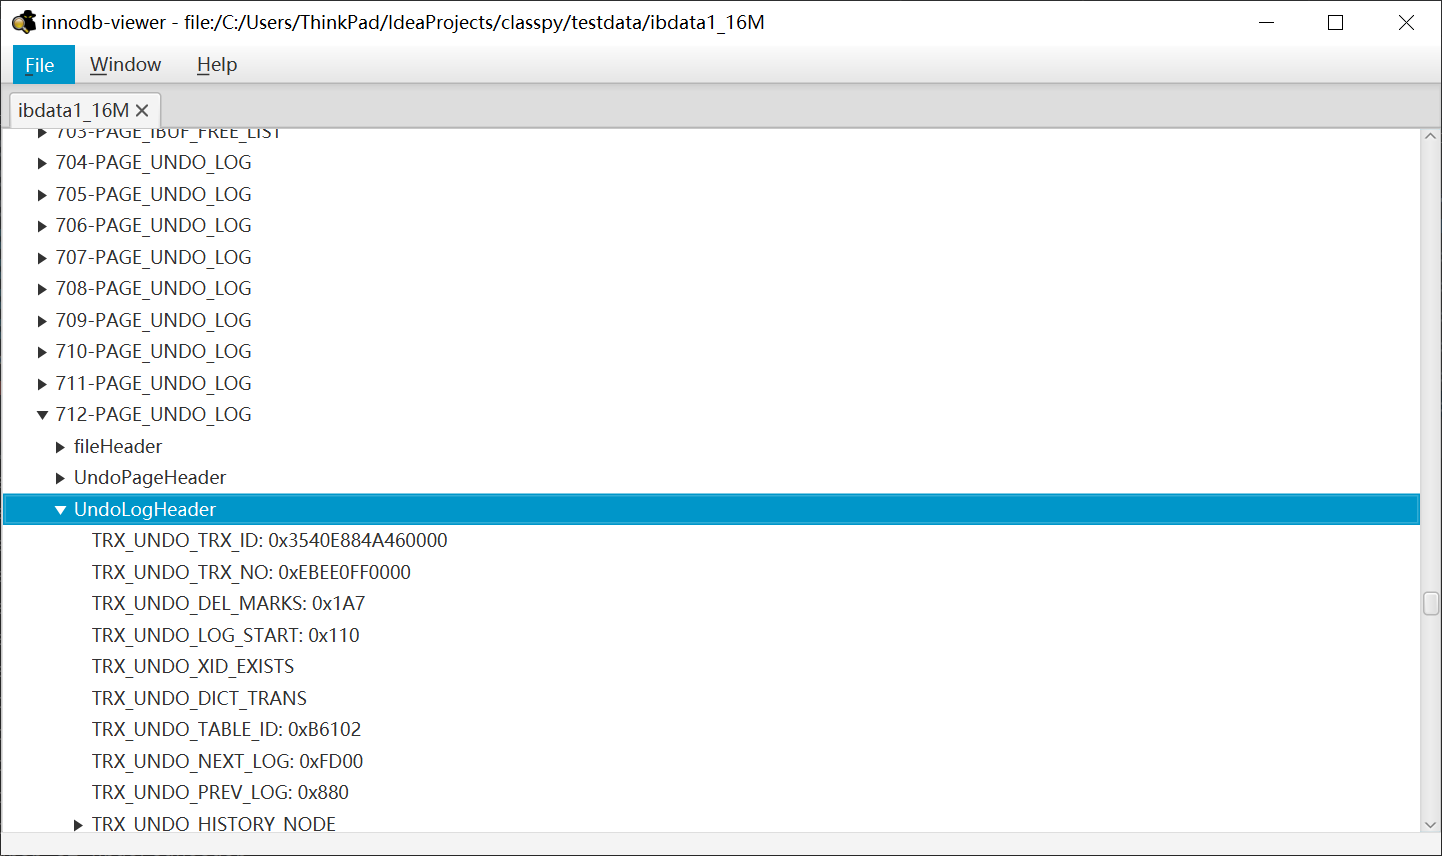 innodb-viewer - file:/C:/Users/ThinkPad/IdeaProjects/classpy/testdata/ibdata1_16M
File Window Help
ibdata1_16M
703-PAGE_IBUF_FREE_LIST
704-PAGE_UNDO_LOG
705-PAGE_UNDO_LOG
706-PAGE_UNDO_LOG
707-PAGE_UNDO_LOG
708-PAGE_UNDO_LOG
709-PAGE_UNDO_LOG
710-PAGE_UNDO_LOG
711-PAGE_UNDO_LOG
712-PAGE_UNDO_LOG
fileHeader
UndoPageHeader
UndoLogHeader
TRX_UNDO_TRX_ID: 0x3540E884A460000
TRX_UNDO_TRX_NO: 0xEBEE0FF0000
TRX_UNDO_DEL_MARKS: 0x1A7
TRX_UNDO_LOG_START: 0x110
TRX_UNDO_XID_EXISTS
TRX_UNDO_DICT_TRANS
TRX_UNDO_TABLE_ID: 0xB6102
TRX_UNDO_NEXT_LOG: 0xFD00
TRX_UNDO_PREV_LOG: 0x880
TRX_UNDO_HISTORY_NODE